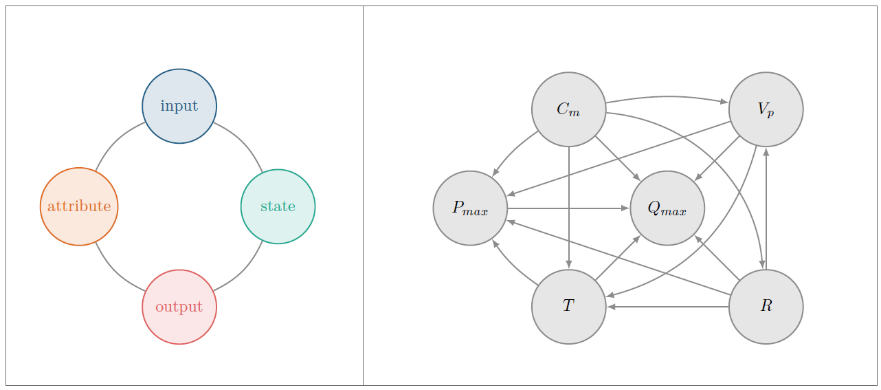 input
attribute
state
output
C_m
V_p
P_max
Q_max
T
R